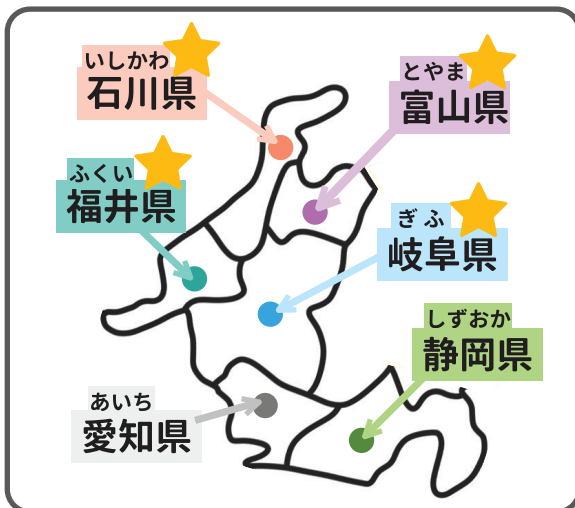 いしかわ
石川県
とやま
富山県
ふくい
福井県
ぎふ
岐阜県
しずおか
静岡県
あいち
愛知県